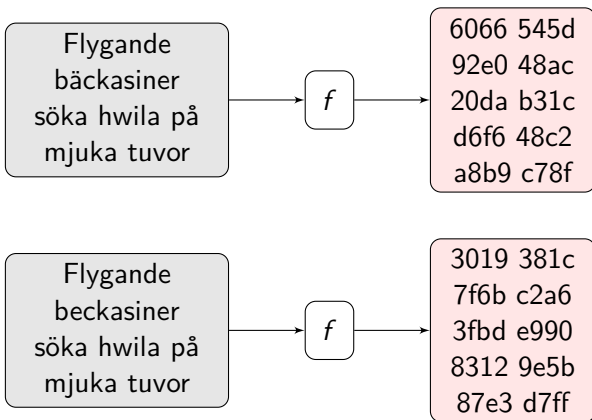 Flygande
bäckasiner
söka hwila på
mjuka tuvor
f
6066 545d
92e0 48ac
20da b31c
d6f6 48c2
a8b9 c78f
Flygande
beckasiner
söka hwila på
mjuka tuvor
f
3019 381c
7f6b c2a6
3fbd e990
8312 9e5b
87e3 d7ff